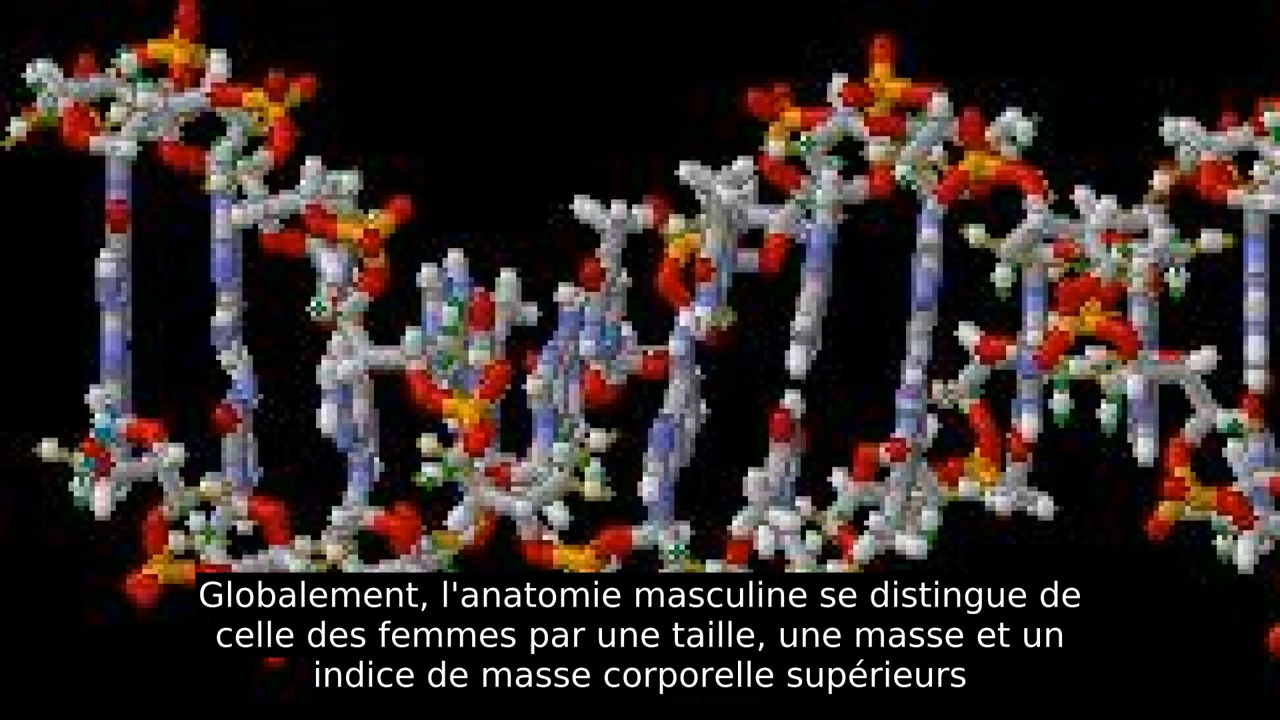 Globalement, l'anatomie masculine se distingue de
celle des femmes par une taille, une masse et un
indice de masse corporelle supérieurs